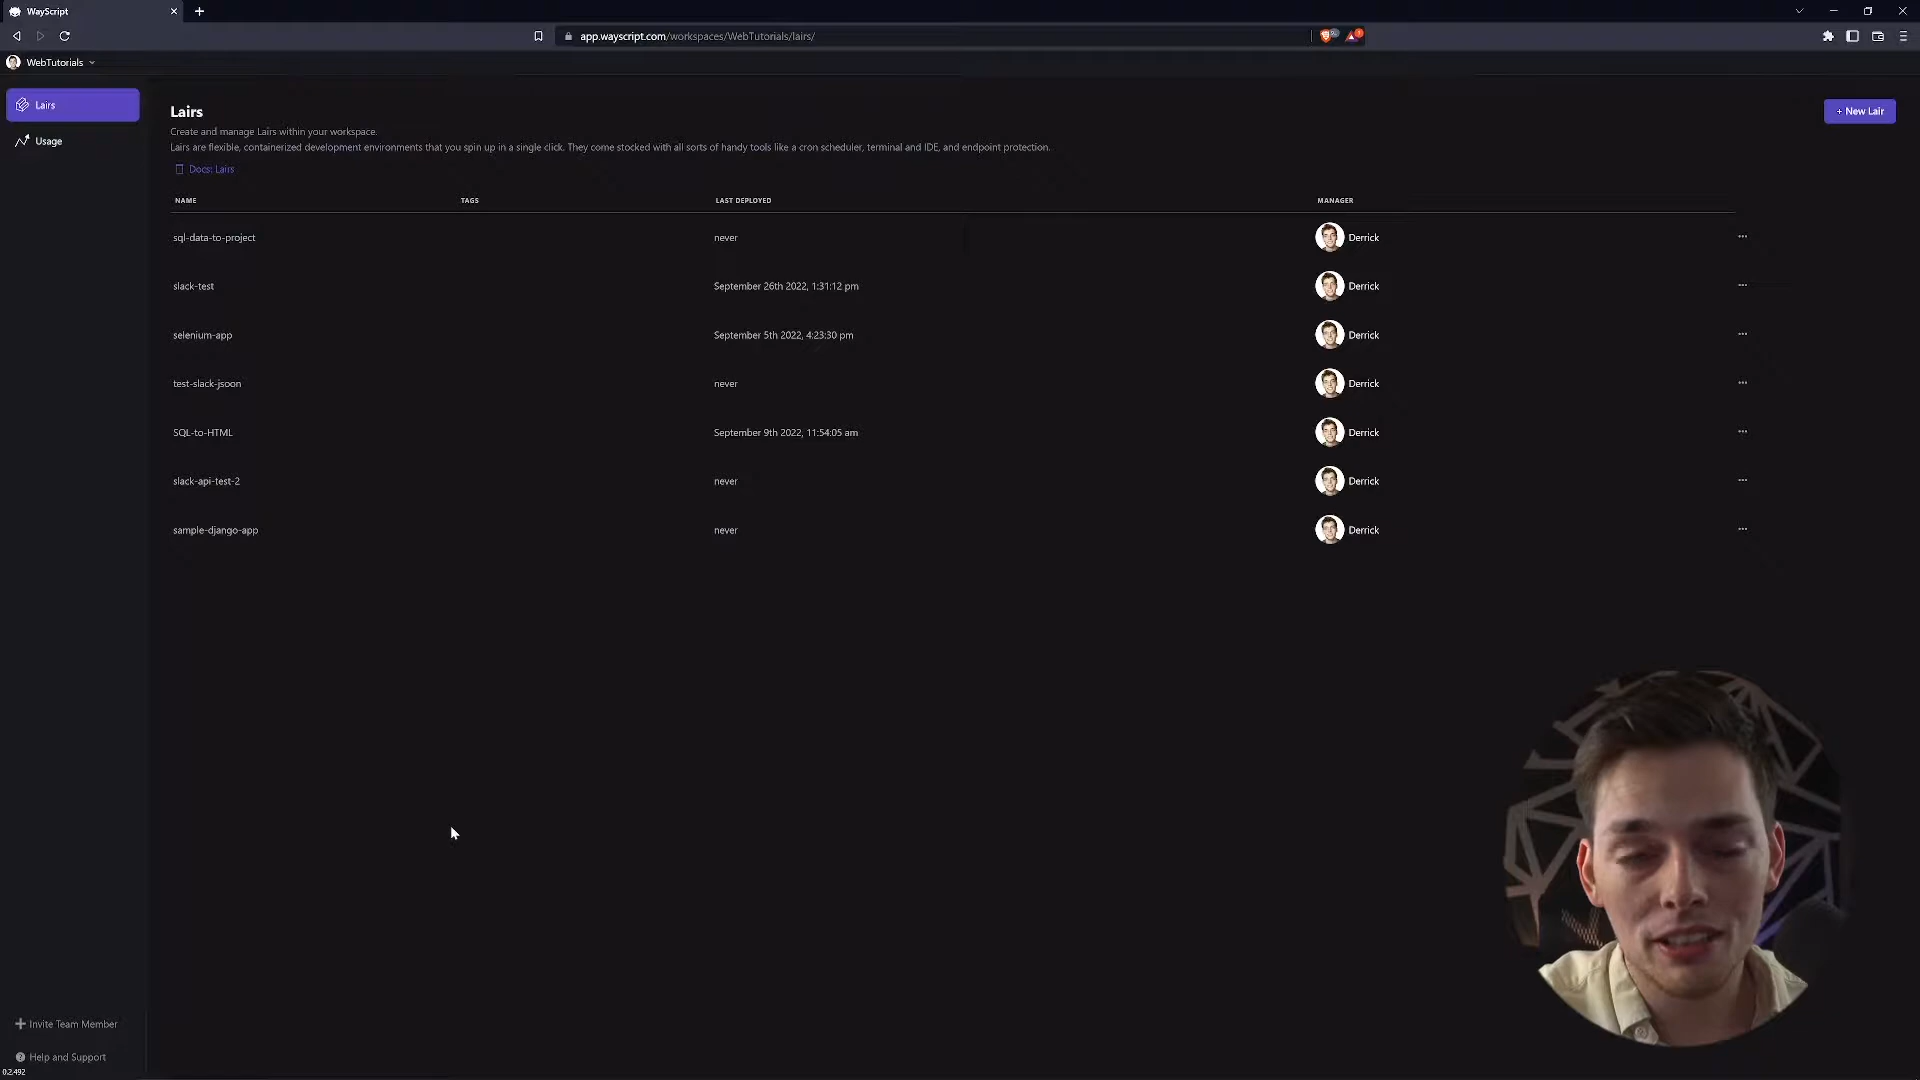 WayScript
app.wayscript.com/workspaces/WebTutorials/lairs/
WebTutorials
Lairs
Usage
Lairs
+ New Lair
Create and manage Lairs within your workspace.
Lairs are flexible, containerized development environments that you spin up in a single click. They come stocked with all sorts of handy tools like a cron scheduler, terminal and IDE, and endpoint protection.
Docs: Lairs
NAME TAGS LAST DEPLOYED MANAGER
sql-data-to-project never Derrick ...
slack-test September 26th 2022, 1:31:12 pm Derrick ...
selenium-app September 5th 2022, 4:23:30 pm Derrick ...
test-slack-jsoon never Derrick ...
SQL-to-HTML September 9th 2022, 11:54:05 am Derrick ...
slack-api-test-2 never Derrick ...
sample-django-app never Derrick ...
Invite Team Member
Help and Support
0.2.492